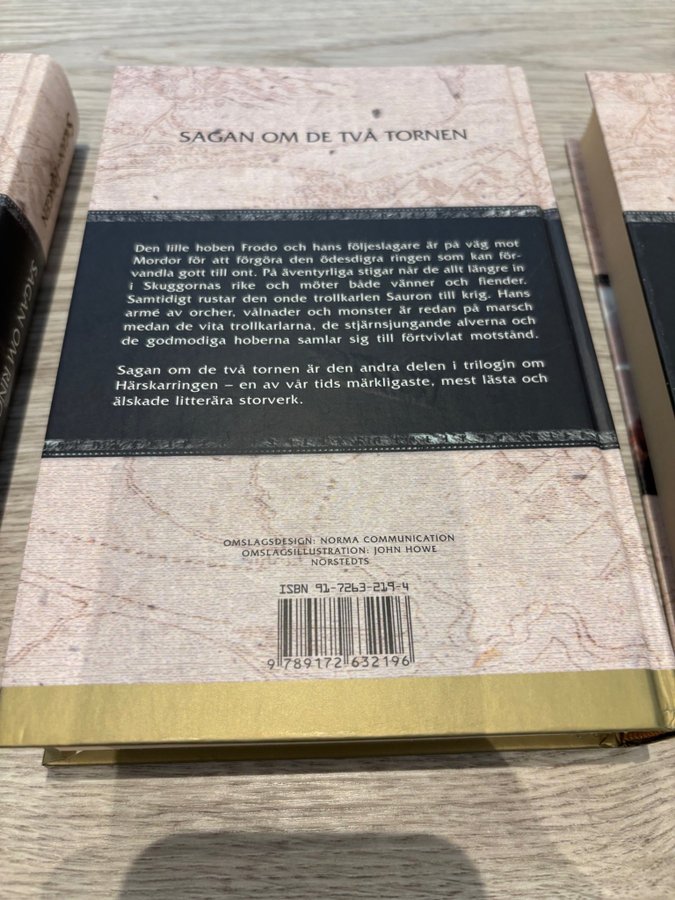 SAGAN OM DE TVÅ TORNEN
Den lille hoben Frodo och hans följeslagare är på väg mot
Mordor för att förgöra den ödesdigra ringen som kan för-
vandla gott till ont. På äventyrliga stigar når de allt längre in
i Skuggornas rike och möter både vänner och fiender.
Samtidigt rustar den onde trollkarlen Sauron till krig. Hans
armé av orcher, vålnader och monster är redan på marsch
medan de vita trollkarlarna, de stjärnsjungande alverna och
de godmodiga hoberna samlar sig till förtvivlat motstånd.
Sagan om de två tornen är den andra delen i trilogin om
Härskarringen – en av vår tids märkligaste, mest lästa och
älskade litterära storverk.
OMSLAGSDESIGN: NORMA COMMUNICATION
OMSLAGSILLUSTRATION: JOHN HOWE
NORSTEDTS
ISBN 91-7263-219-4
9 789172 632196
SAGAN OM RING